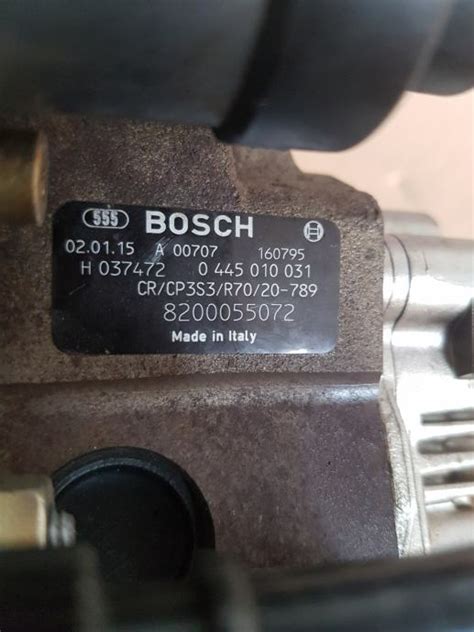 555 BOSCH
02.01.15 A 00707 160795
H 037472 0 445 010 031
CR/CP3S3/R70/20-789
8200055072
Made in Italy